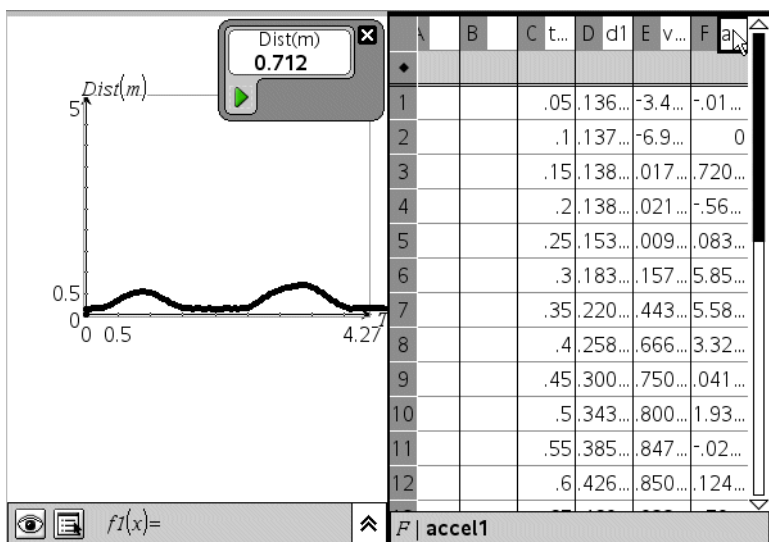 Dist(m)
0.712
Dist(m)
5
0.5
0
0 0.5 4.27
f1(x)=
A B C t... D d1 E v... F a
1 .05 .136... -3.4... -.01...
2 .1 .137... -6.9... 0
3 .15 .138... .017... .720...
4 .2 .138... .021... -.56...
5 .25 .153... .009... .083...
6 .3 .183... .157... 5.85...
7 .35 .220... .443... 5.58...
8 .4 .258... .666... 3.32...
9 .45 .300... .750... .041...
10 .5 .343... .800... 1.93...
11 .55 .385... .847... -.02...
12 .6 .426... .850... .124...
F accel1